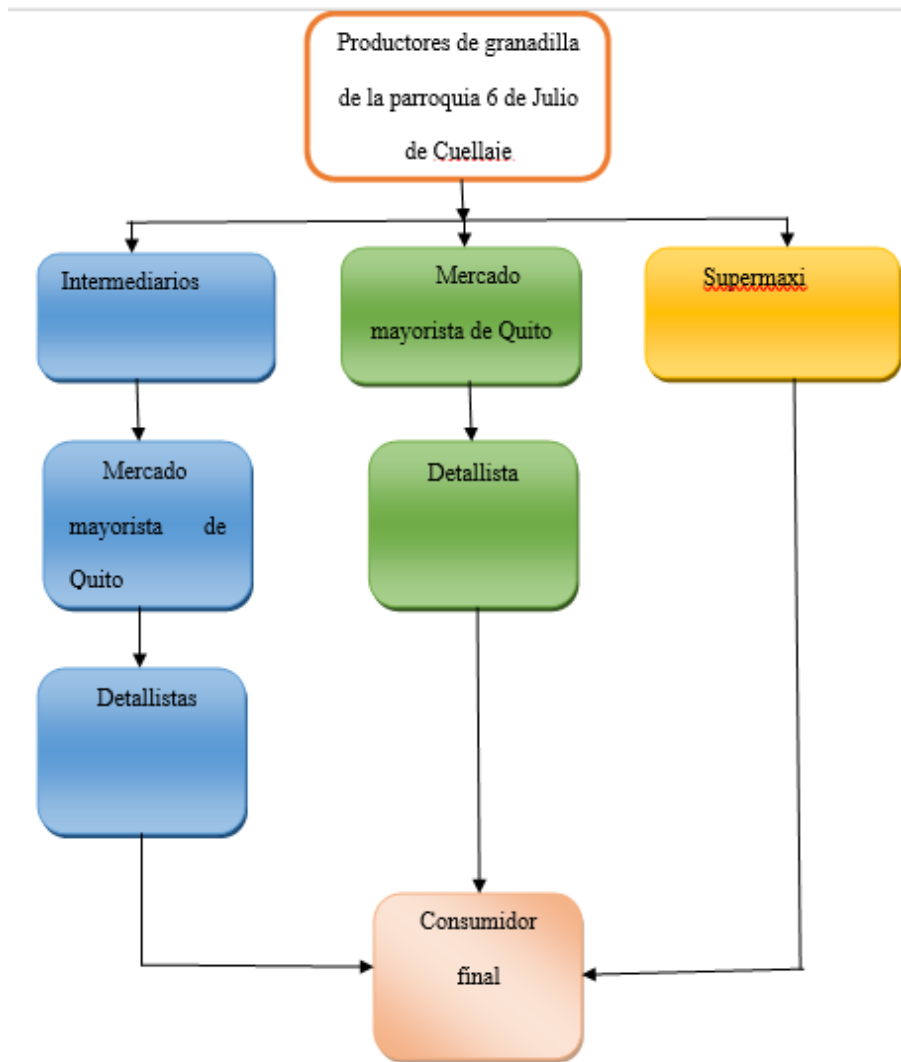 Productores de granadilla
de la parroquia 6 de Julio
de Cuellaje
Intermediarios
Mercado
mayorista de Quito
Supermaxi
Mercado
mayorista de
Quito
Detallista
Detallistas
Consumidor
final